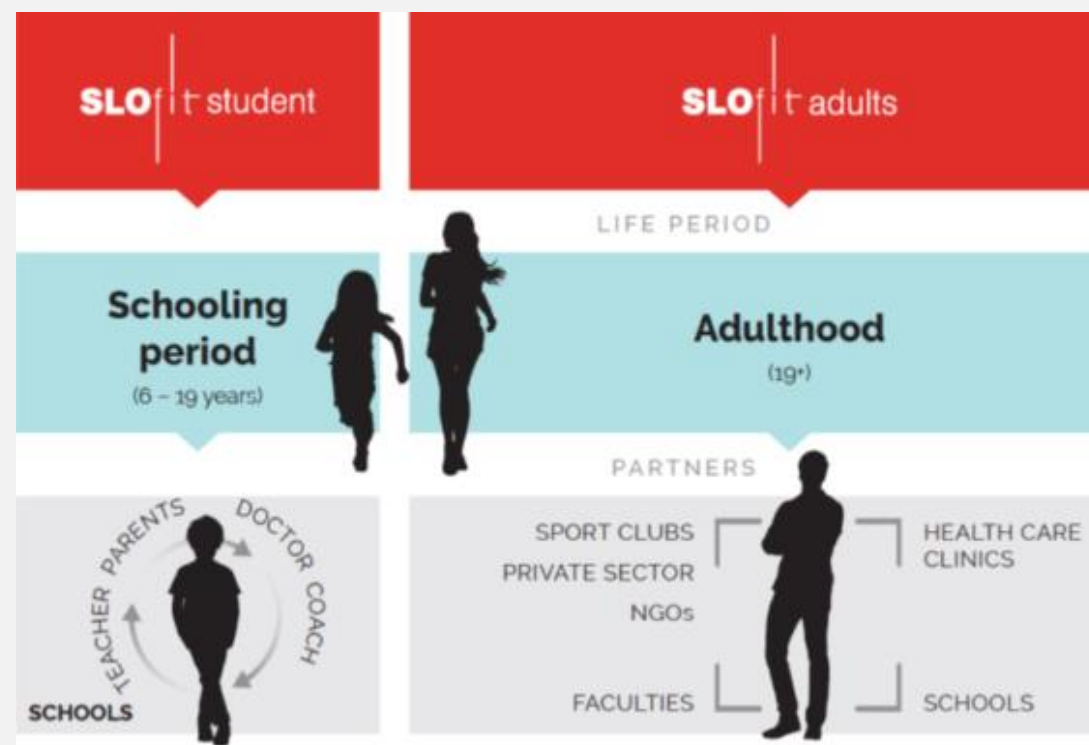 SLOfit student
SLOfit adults
LIFE PERIOD
Schooling
period
(6 – 19 years)
Adulthood
(19+)
PARTNERS
TEACHER PARENTS DOCTOR COACH
SCHOOLS
SPORT CLUBS
PRIVATE SECTOR
NGOs
FACULTIES
HEALTH CARE
CLINICS
SCHOOLS